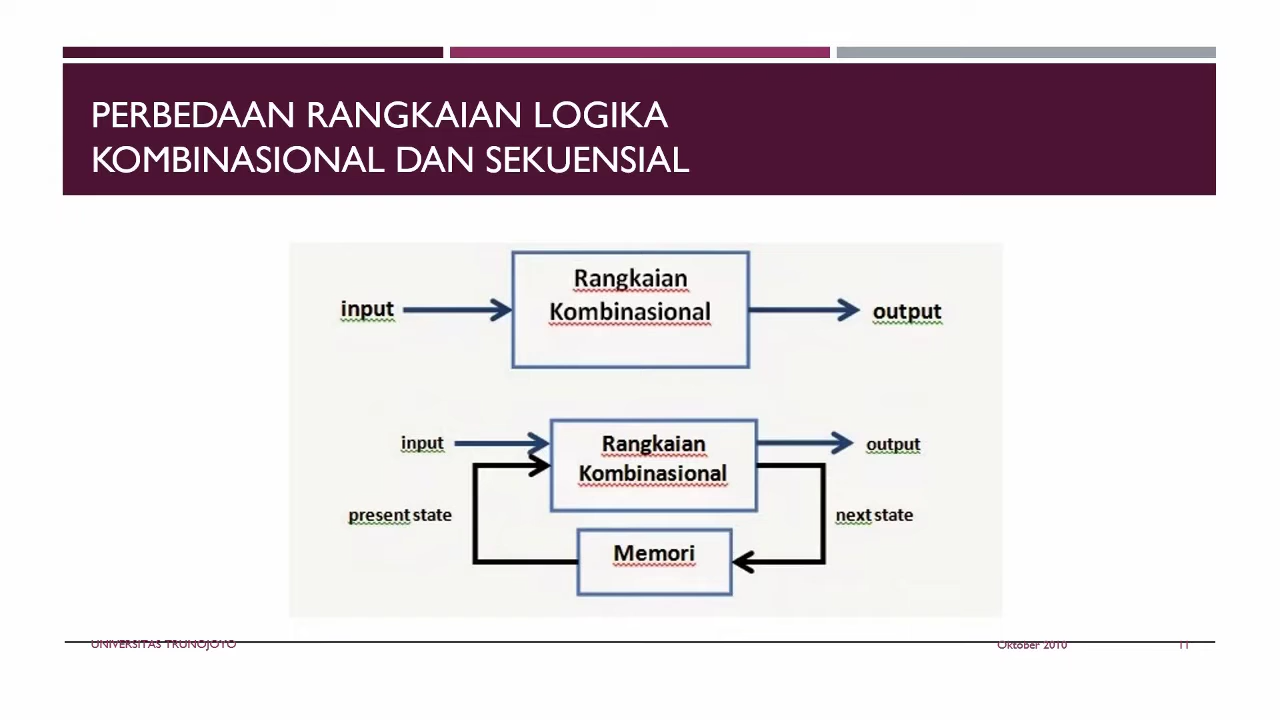 PERBEDAAN RANGKAIAN LOGIKA
KOMBINASIONAL DAN SEKUENSIAL
input
Rangkaian
Kombinasional
output
input
Rangkaian
Kombinasional
output
present state
next state
Memori
UNIVERSITAS TRUNOJOYO
Oktober 2010
11